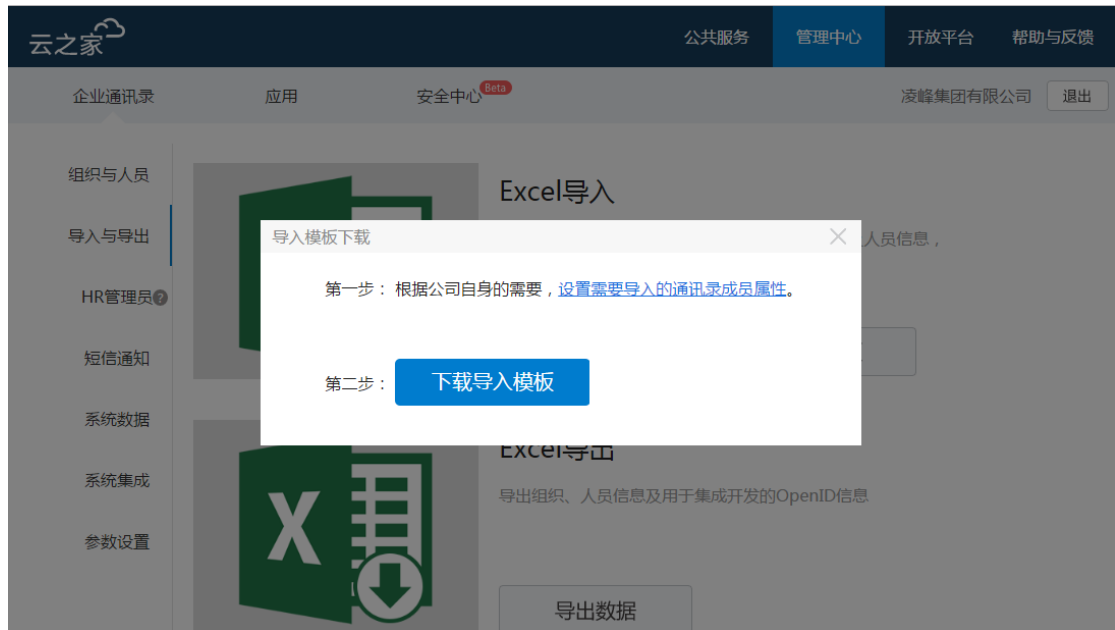 云之家
公共服务 管理中心 开放平台 帮助与反馈
企业通讯录 应用 安全中心 Beta 凌峰集团有限公司 退出
组织与人员
导入与导出
HR管理员?
短信通知
系统数据
系统集成
参数设置
Excel导入
人员信息，
导入模板下载
第一步： 根据公司自身的需要，设置需要导入的通讯录成员属性。
第二步： 下载导入模板
Excel导出
导出组织、人员信息及用于集成开发的OpenID信息
导出数据